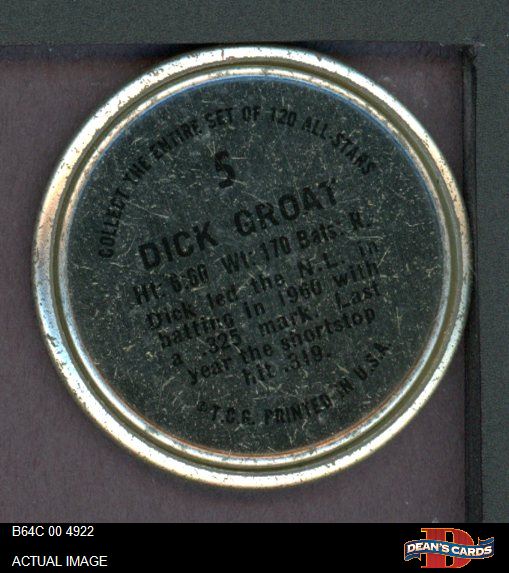 COLLECT THE ENTIRE SET OF 120 ALL-STARS
5
DICK GROAT
Ht: 6:60 Wt: 170 Bats: R.
Dick led the N.L. in
batting in 1960 with
a .325 mark. Last
year the shortstop
hit .319.
©T.C.G. PRINTED IN U.S.A.
B64C 00 4922
ACTUAL IMAGE
D
DEAN'S CARDS